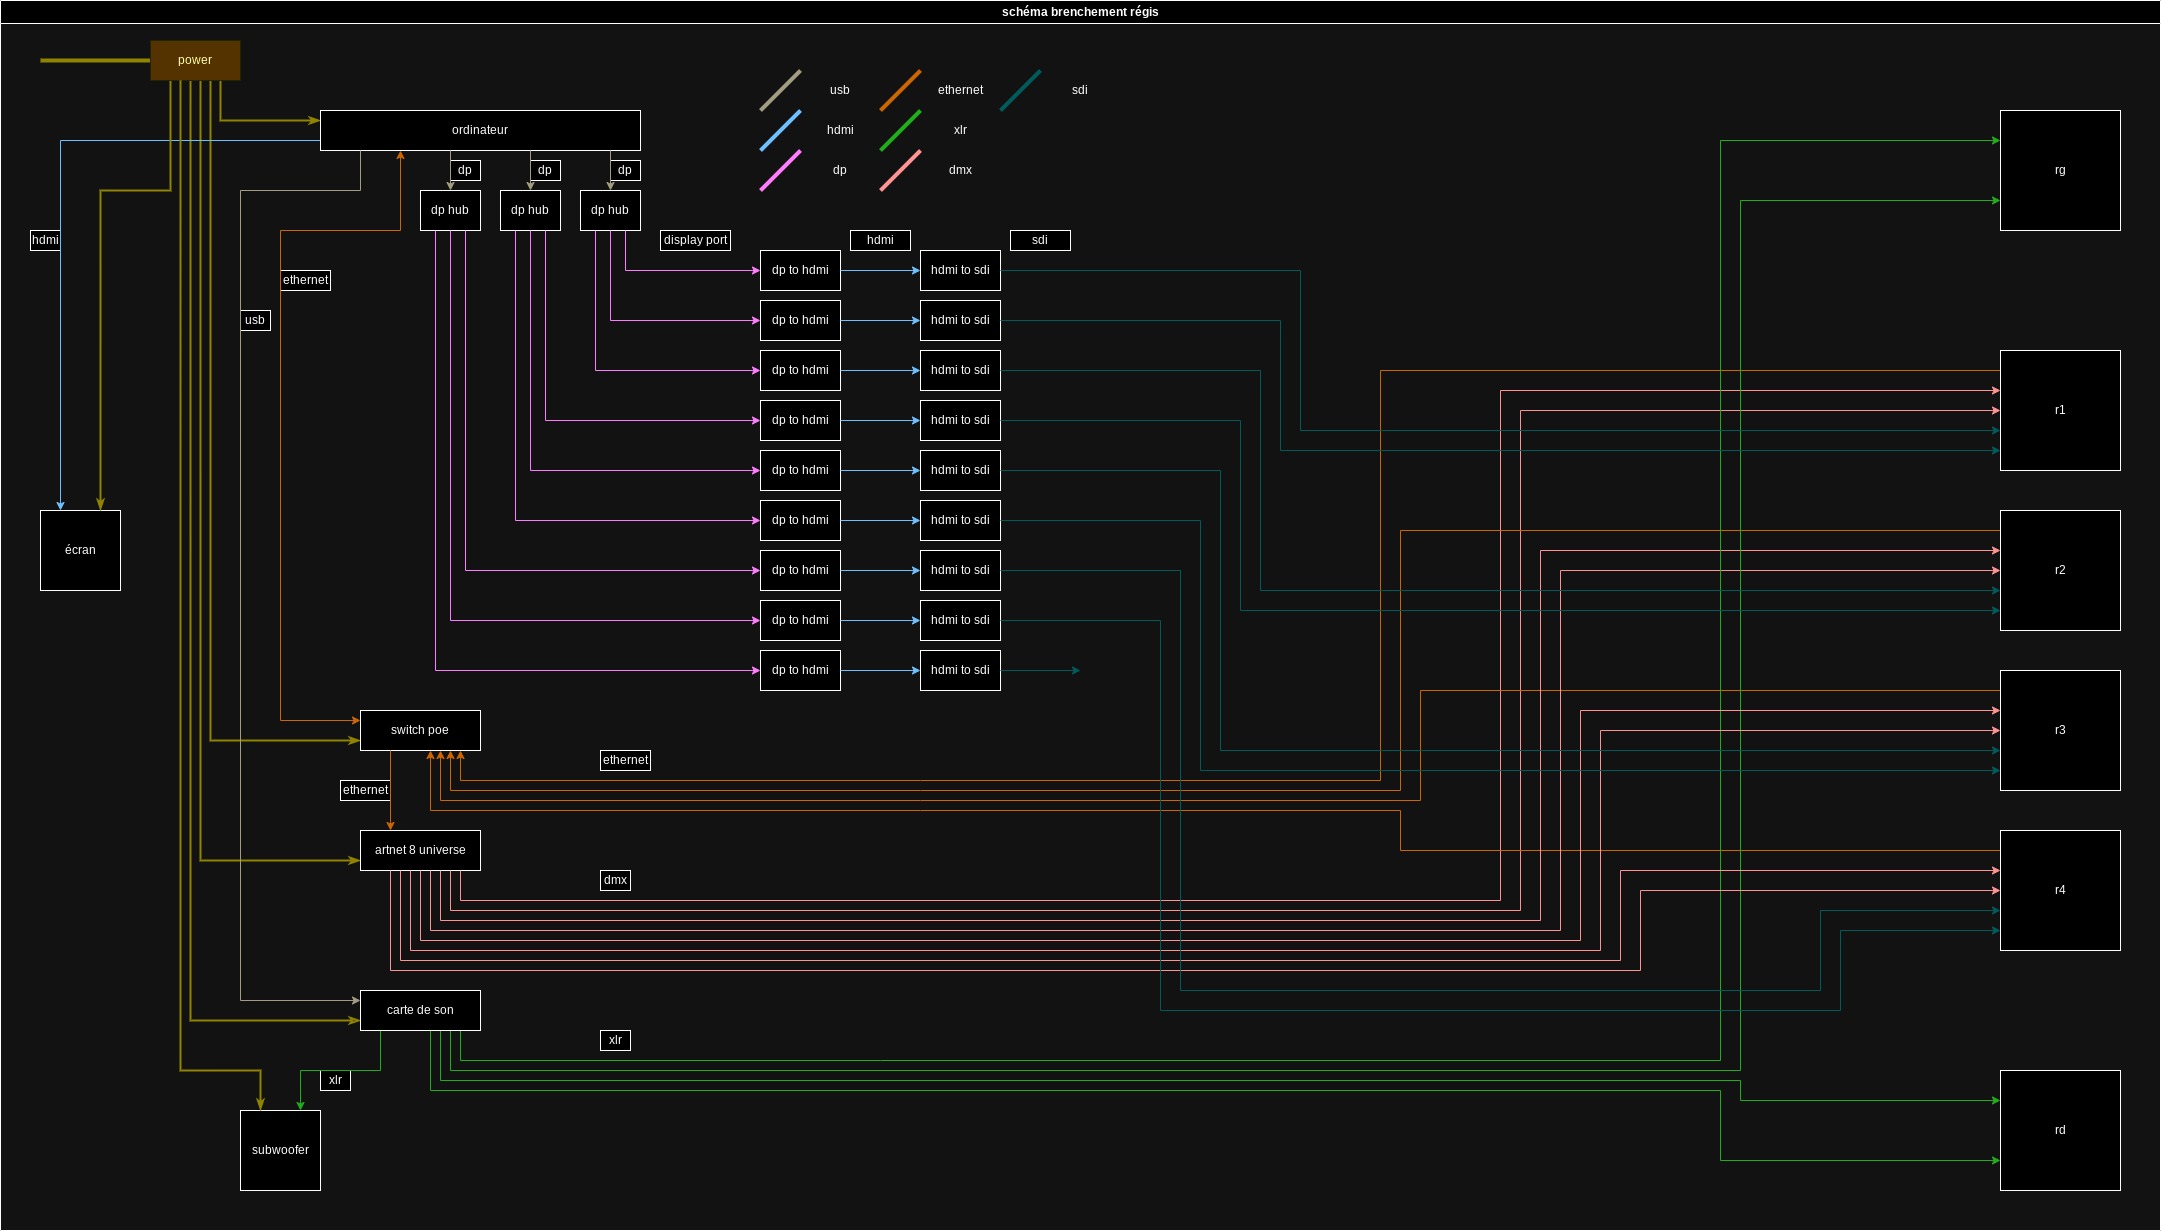 schéma brenchement régis
power
usb
ethernet
sdi
ordinateur
hdmi
xlr
dp
dp
dp
dp
dmx
rg
dp hub
dp hub
dp hub
hdmi
display port
hdmi
sdi
dp to hdmi
hdmi to sdi
ethernet
usb
dp to hdmi
hdmi to sdi
dp to hdmi
hdmi to sdi
r1
dp to hdmi
hdmi to sdi
dp to hdmi
hdmi to sdi
dp to hdmi
hdmi to sdi
écran
dp to hdmi
hdmi to sdi
r2
dp to hdmi
hdmi to sdi
dp to hdmi
hdmi to sdi
switch poe
r3
ethernet
ethernet
artnet 8 universe
dmx
r4
carte de son
xlr
xlr
rd
subwoofer